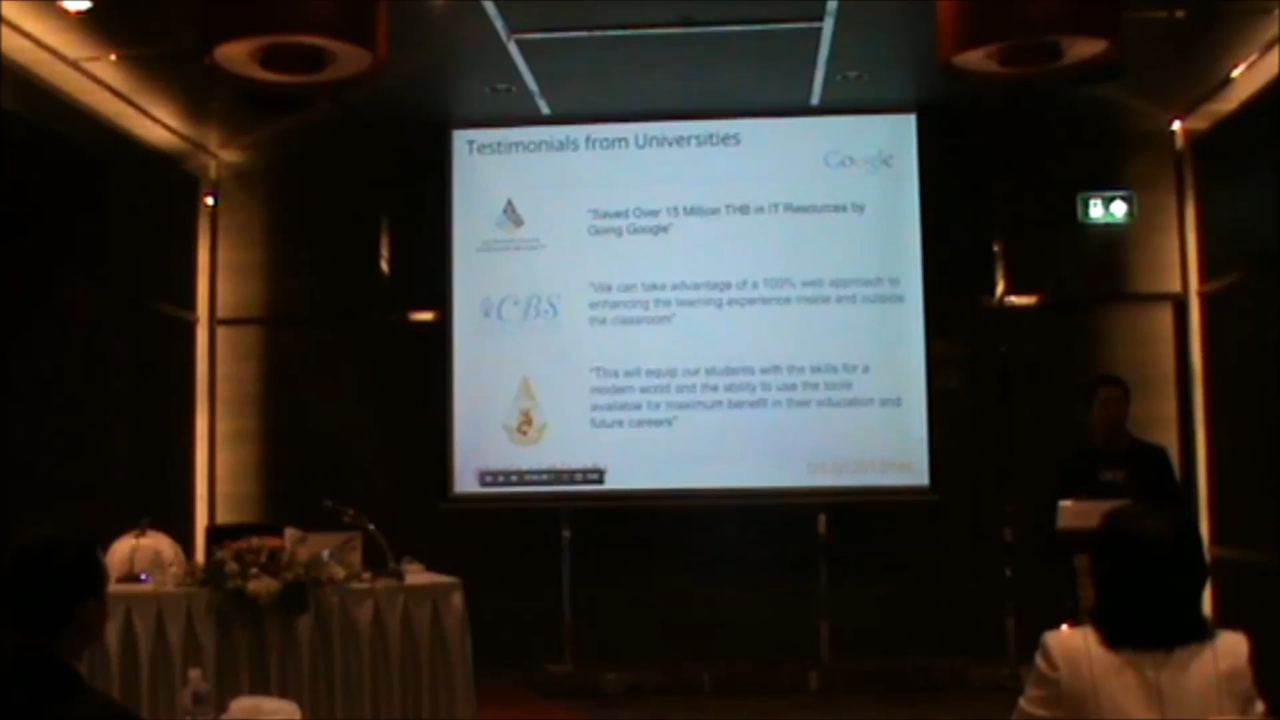 Testimonials from Universities
Google
"Saved Over 15 Million THB in IT Resources by
Going Google"
CBS
"We can take advantage of a 100% web approach to
enhancing the learning experience inside and outside
the classroom"
"This will equip our students with the skills for a
modern world and the ability to use the tools
available for maximum benefit in their education and
future careers"